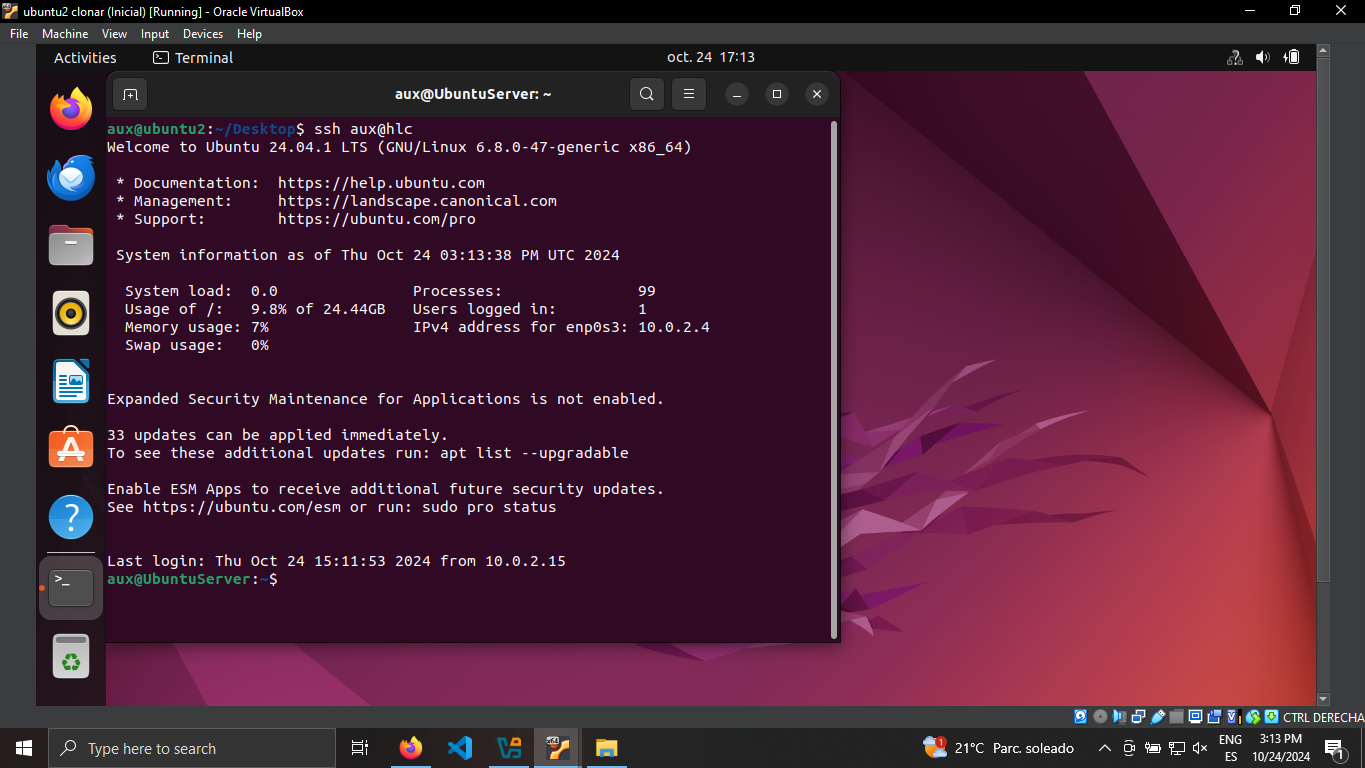 ubuntu2 clonar (Inicial) [Running] - Oracle VirtualBox
File Machine View Input Devices Help
Activities Terminal oct. 24 17:13
aux@UbuntuServer: ~
aux@ubuntu2:~/Desktop$ ssh aux@hlc
Welcome to Ubuntu 24.04.1 LTS (GNU/Linux 6.8.0-47-generic x86_64)
* Documentation: https://help.ubuntu.com
* Management: https://landscape.canonical.com
* Support: https://ubuntu.com/pro
System information as of Thu Oct 24 03:13:38 PM UTC 2024
System load: 0.0 Processes: 99
Usage of /: 9.8% of 24.44GB Users logged in: 1
Memory usage: 7% IPv4 address for enp0s3: 10.0.2.4
Swap usage: 0%
Expanded Security Maintenance for Applications is not enabled.
33 updates can be applied immediately.
To see these additional updates run: apt list --upgradable
Enable ESM Apps to receive additional future security updates.
See https://ubuntu.com/esm or run: sudo pro status
Last login: Thu Oct 24 15:11:53 2024 from 10.0.2.15
aux@UbuntuServer:~$
CTRL DERECHA
Type here to search
x64
1
21°C Parc. soleado
ENG
ES
3:13 PM
10/24/2024
1